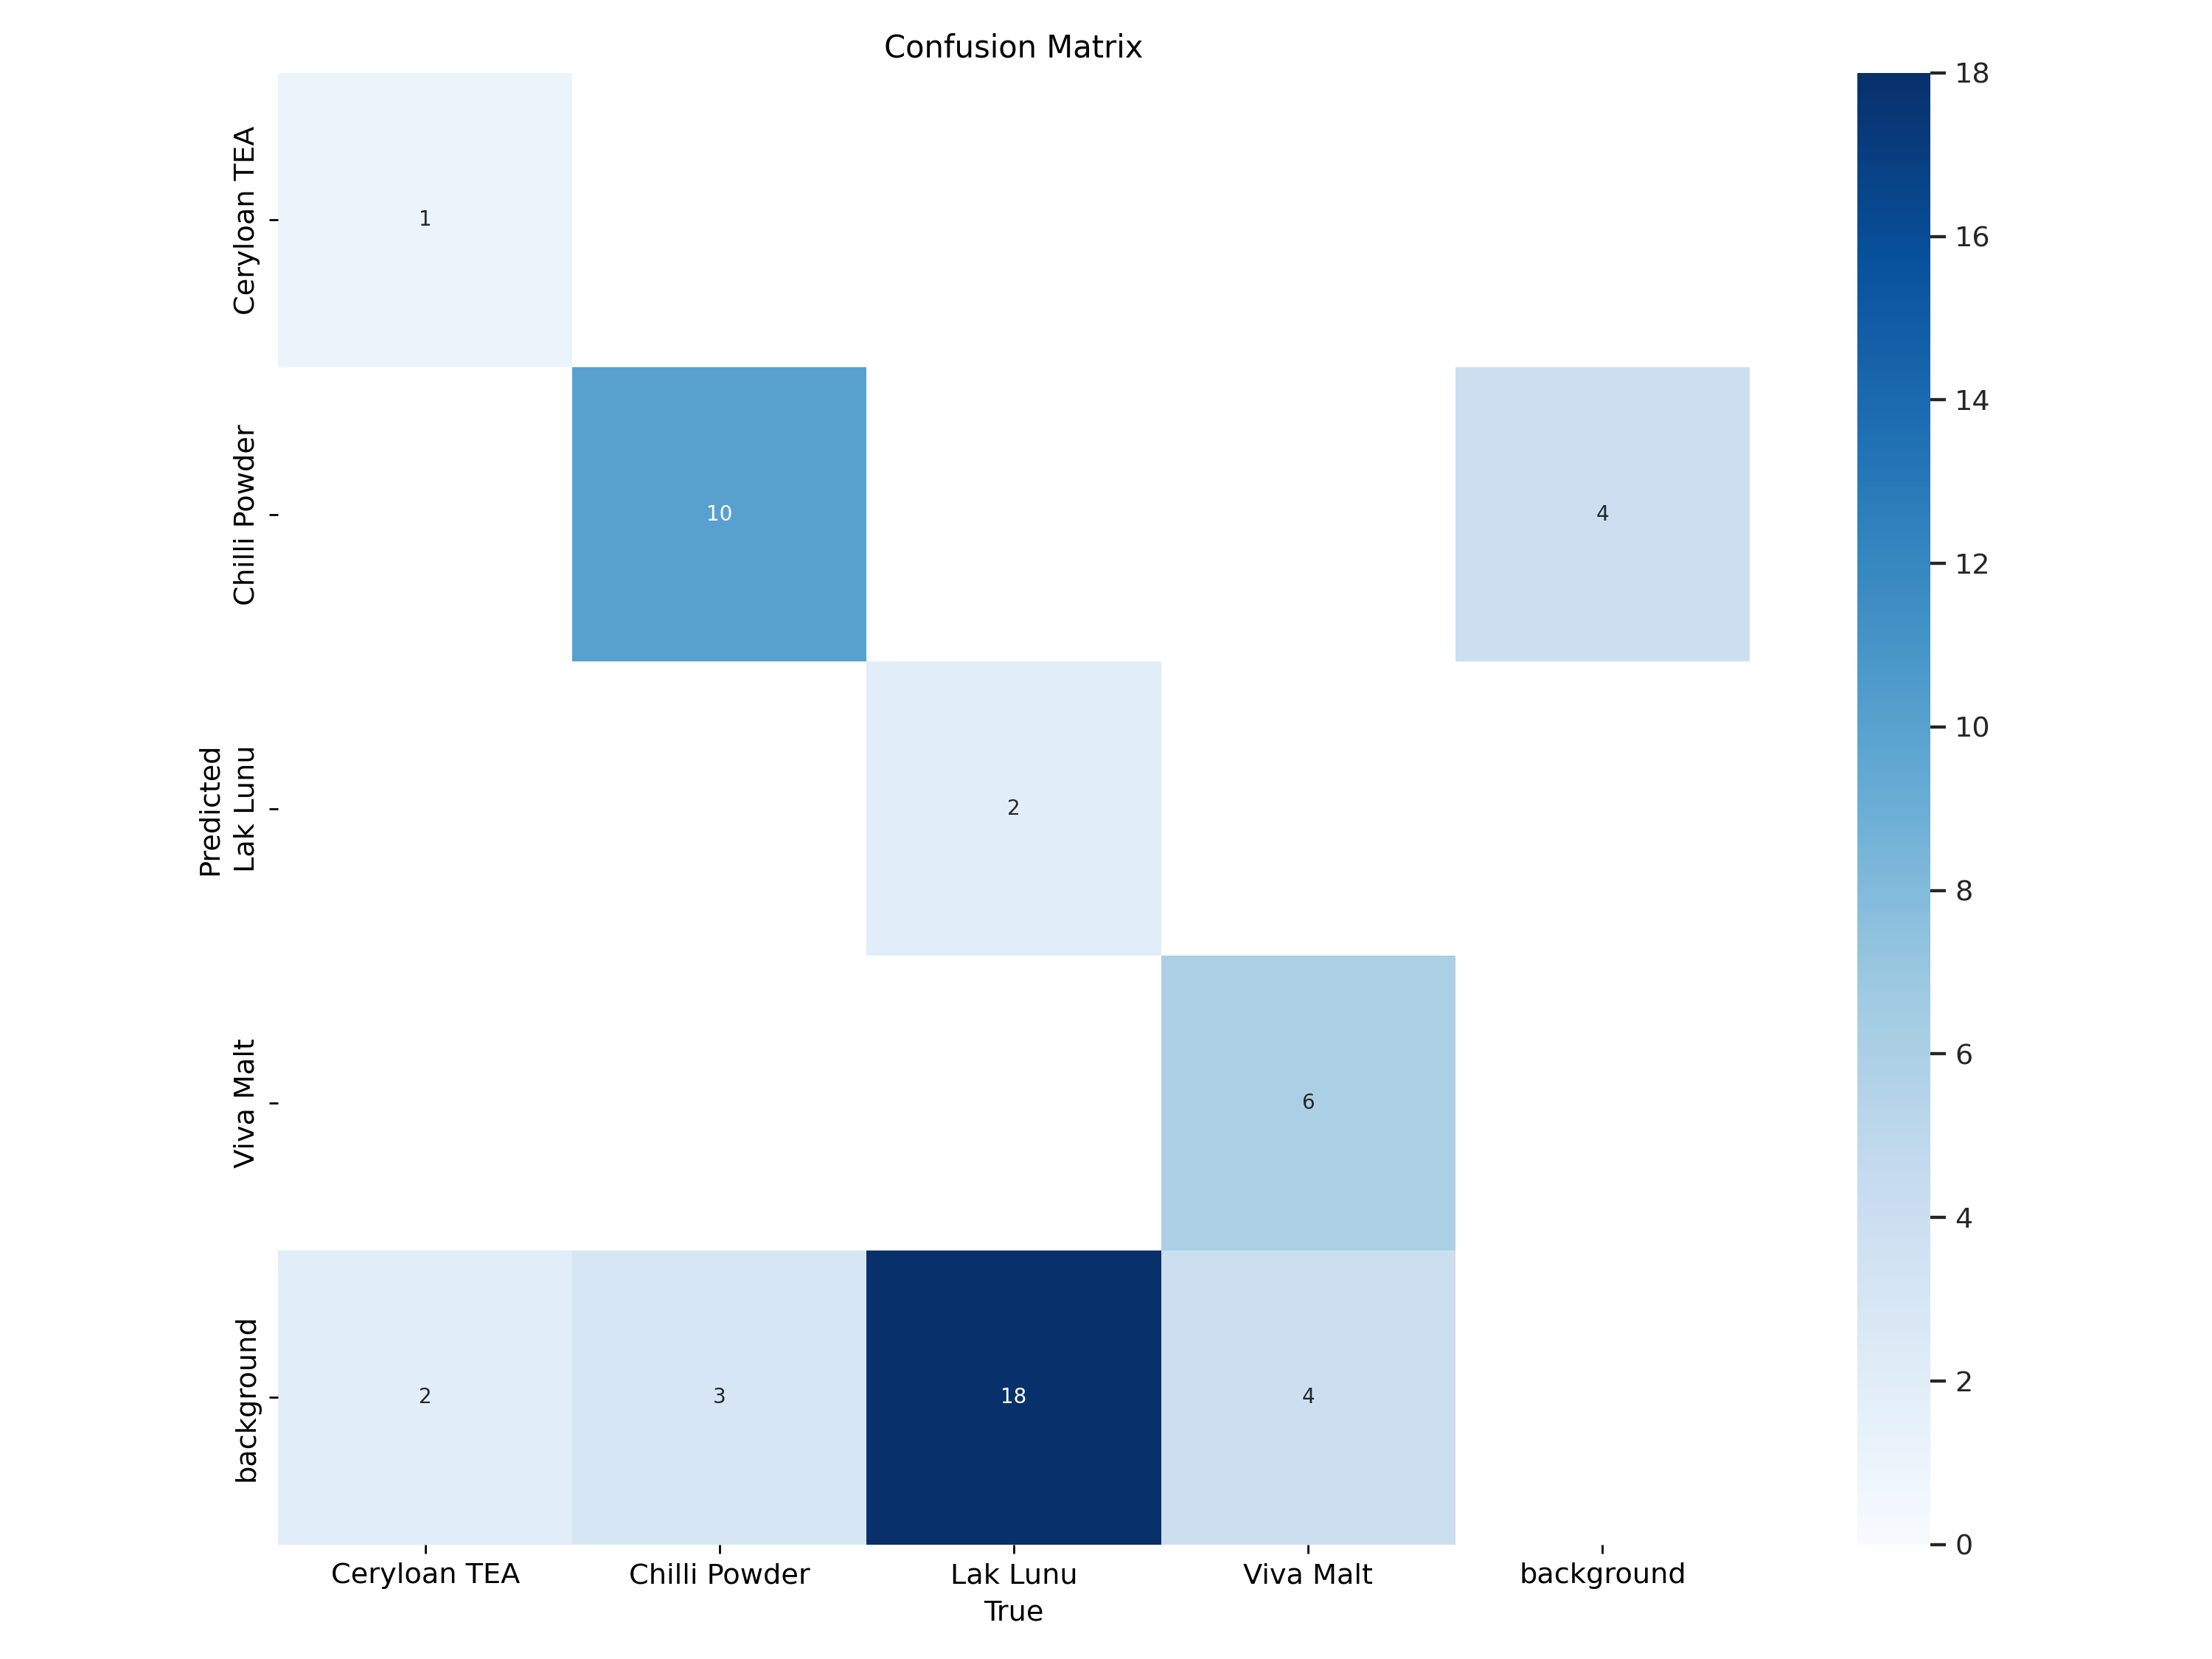 Confusion Matrix
Ceryloan TEA
Chilli Powder
Lak Lunu
Viva Malt
background
Predicted
1
10
4
2
6
2
3
18
4
Ceryloan TEA
Chilli Powder
Lak Lunu
Viva Malt
background
True
18
16
14
12
10
8
6
4
2
0